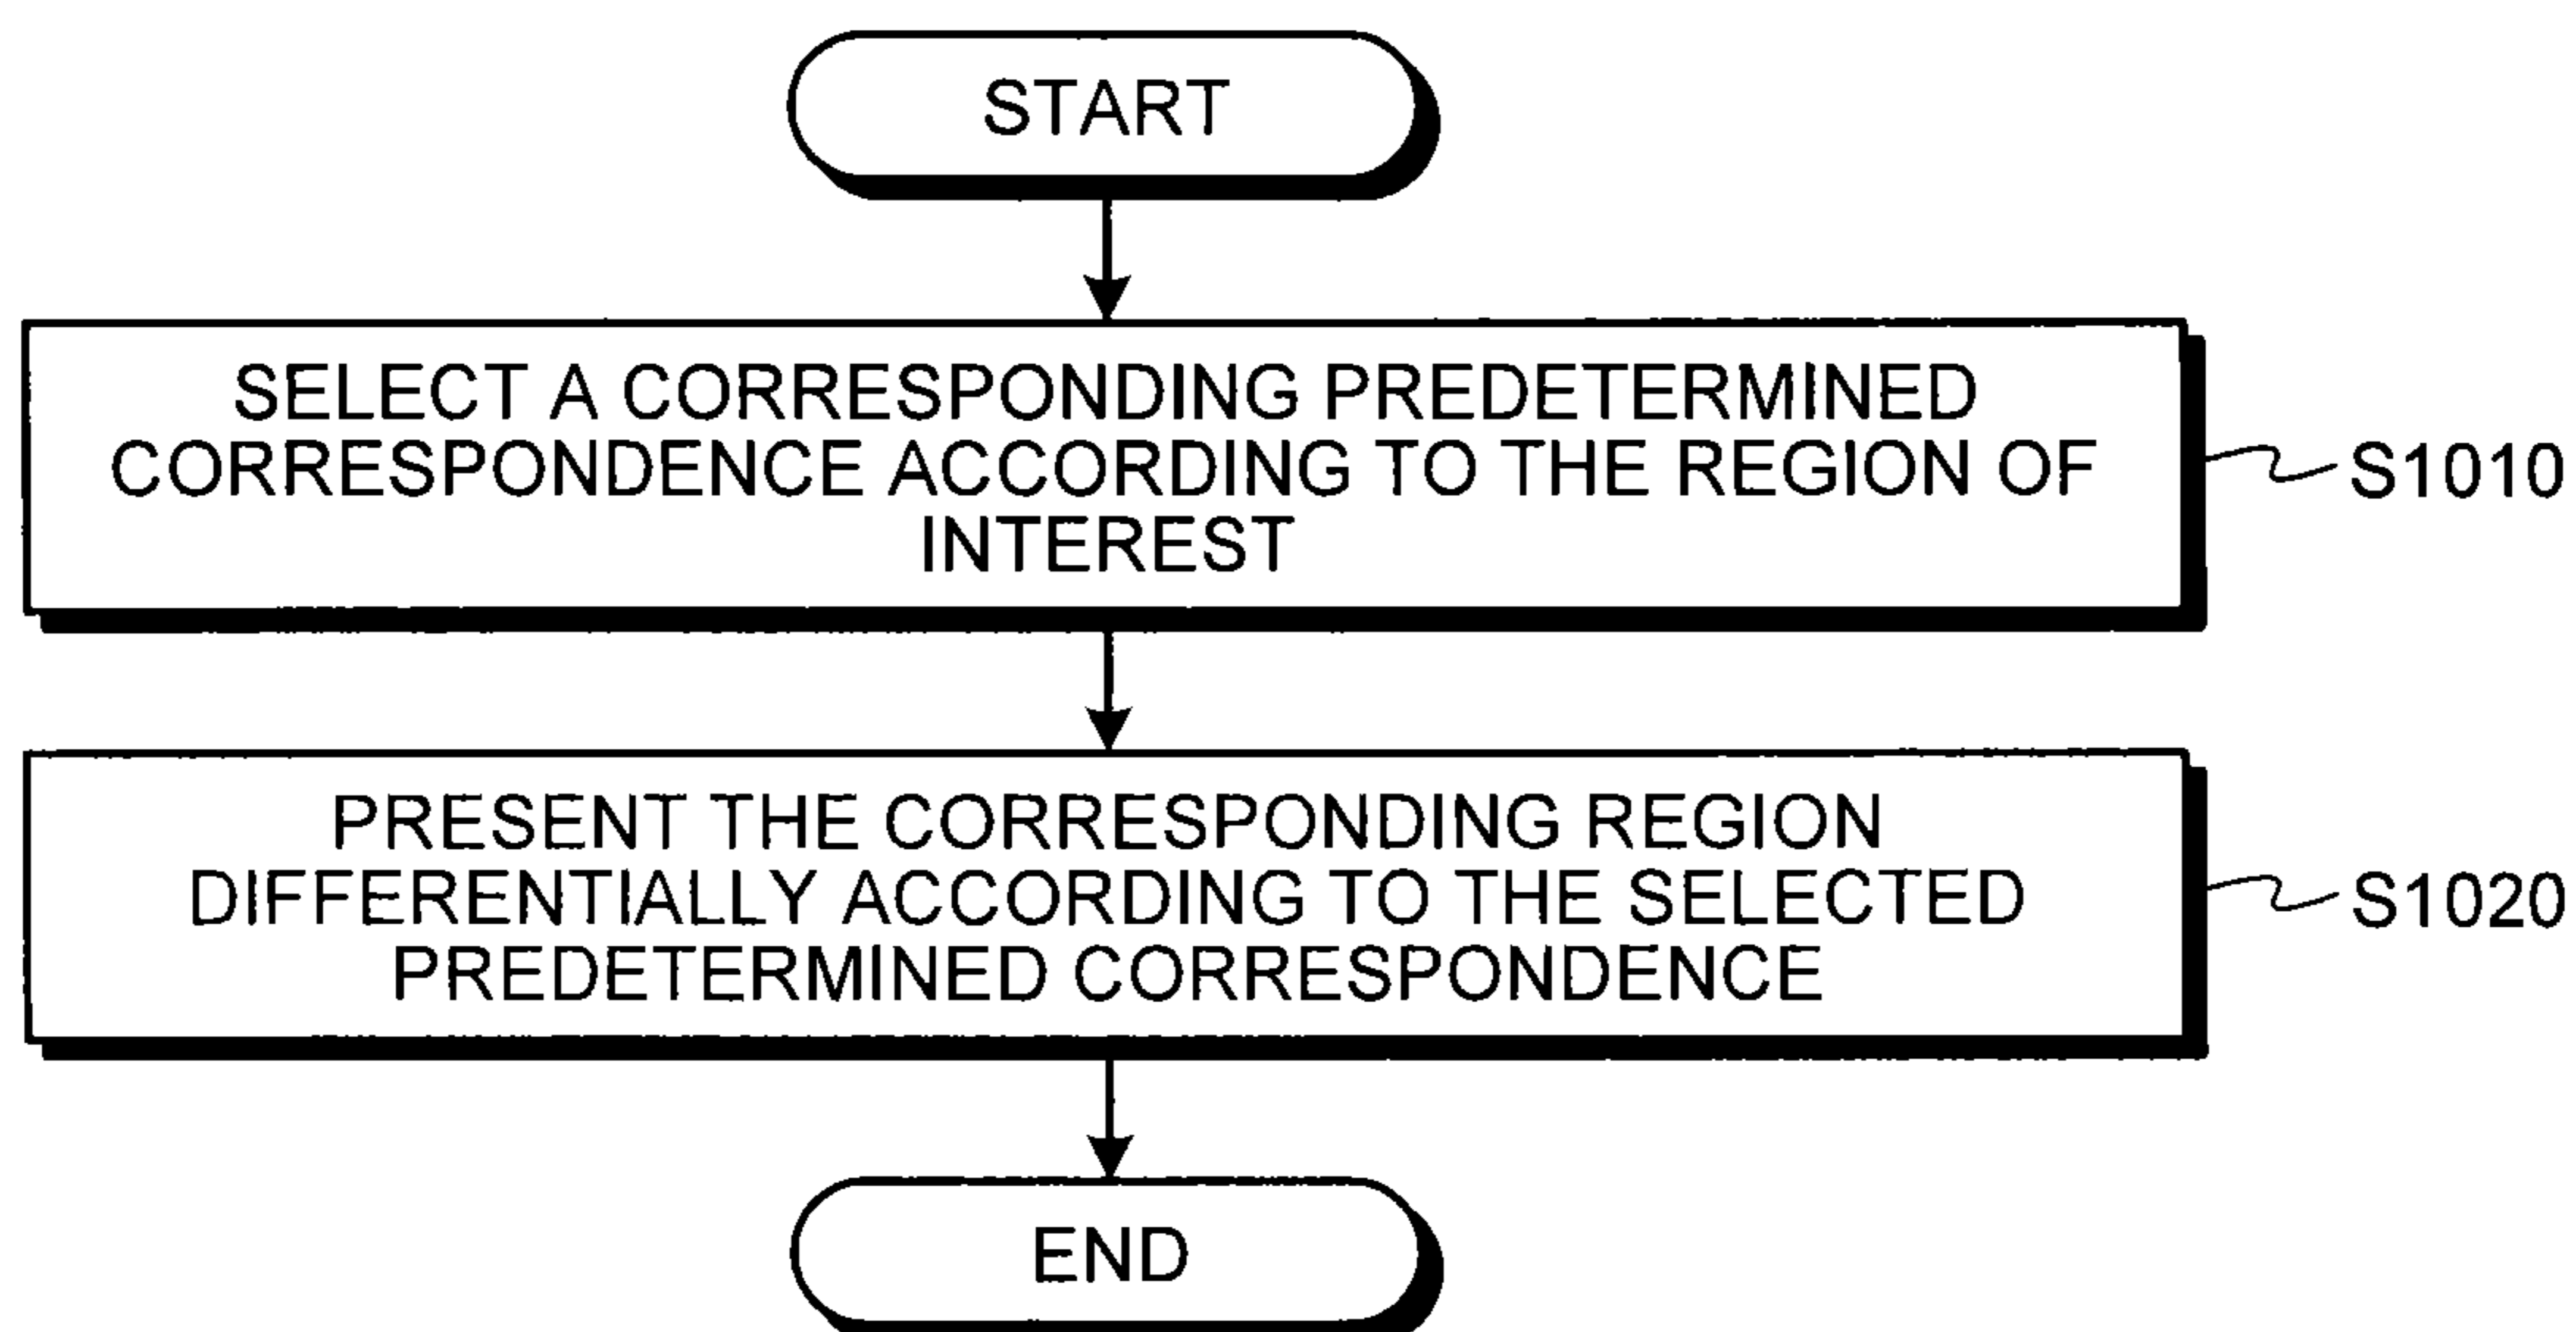 START
SELECT A CORRESPONDING PREDETERMINED
CORRESPONDENCE ACCORDING TO THE REGION OF
INTEREST
S1010
PRESENT THE CORRESPONDING REGION
DIFFERENTIALLY ACCORDING TO THE SELECTED
PREDETERMINED CORRESPONDENCE
S1020
END